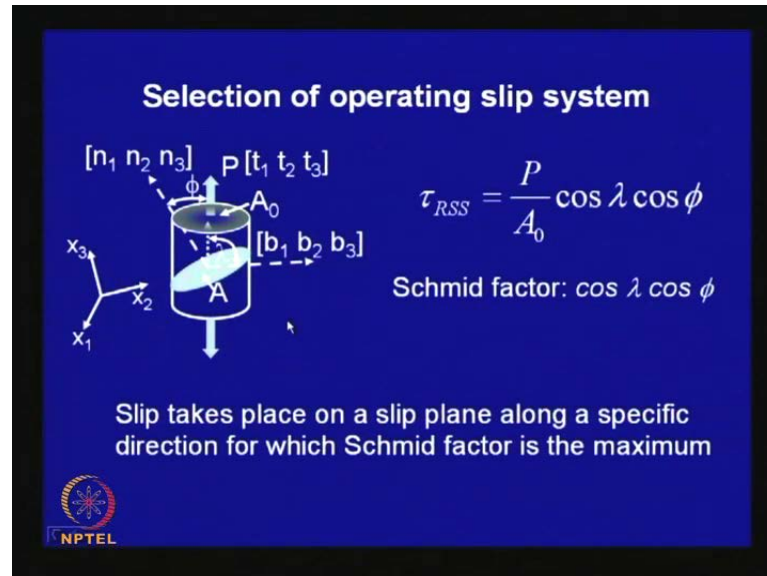 Selection of operating slip system
[n₁ n₂ n₃]
P [t₁ t₂ t₃]
ϕ
A₀
[b₁ b₂ b₃]
λ
A
x₃
x₂
x₁
τ_RSS = P/A₀ cos λ cos ϕ
Schmid factor: cos λ cos ϕ
Slip takes place on a slip plane along a specific
direction for which Schmid factor is the maximum
NPTEL